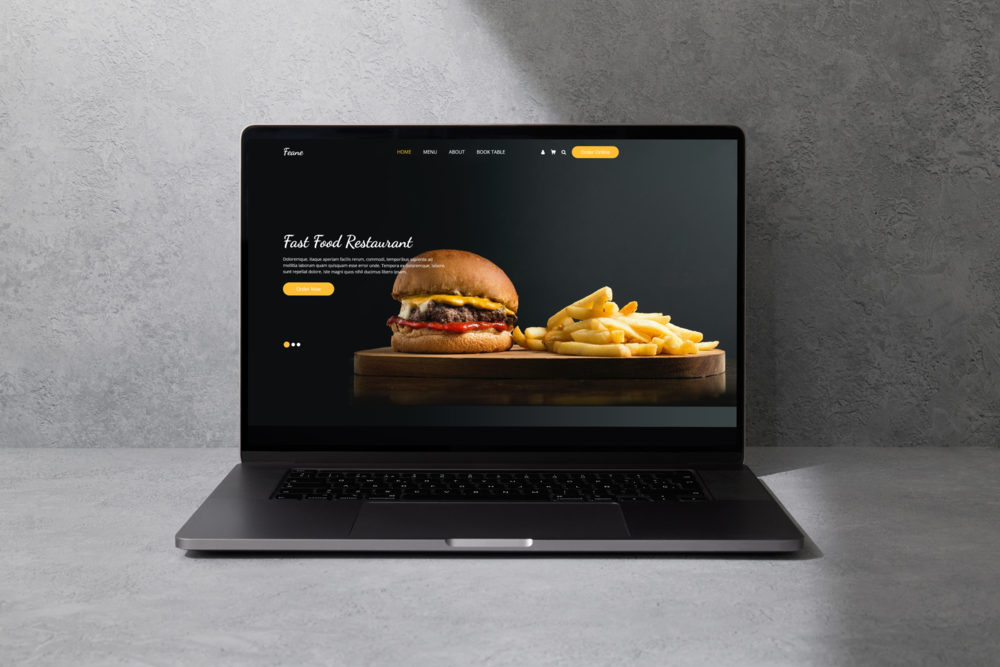 Feane
HOME MENU ABOUT BOOK TABLE
Order Online
Fast Food Restaurant
Doloremque, itaque aperiam facilis rerum, commodi, temporibus sapiente ad
mollitia laborum quam quisquam esse error unde. Tempora ex doloremque, labore,
sunt repellat dolore, iste magni quos nihil ducimus libero ipsam.
Order Now